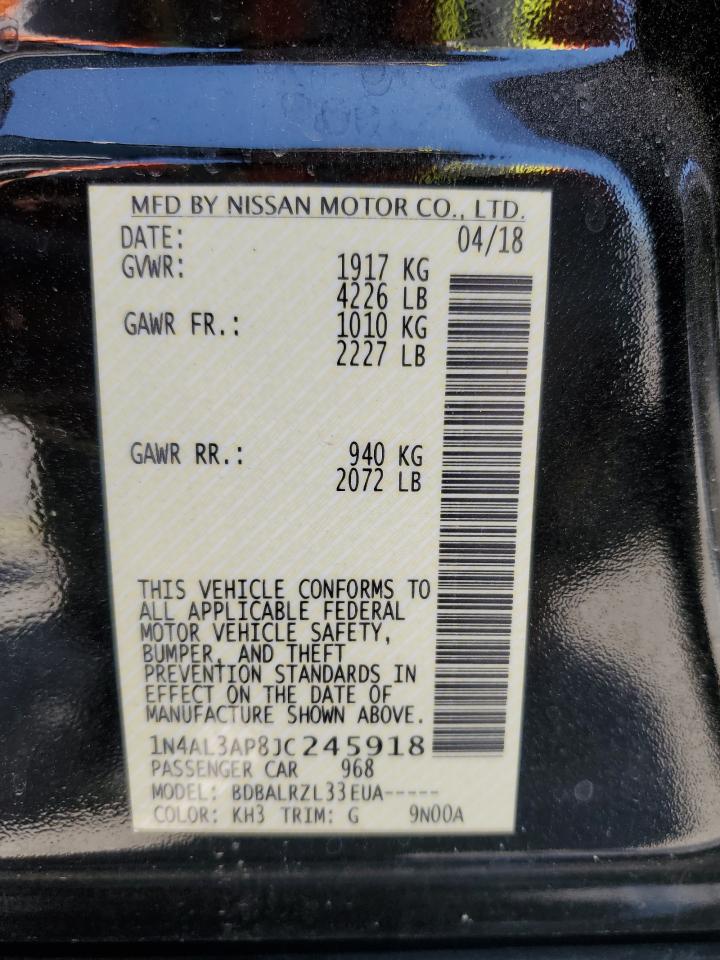 MFD BY NISSAN MOTOR CO., LTD.
DATE: 04/18
GVWR: 1917 KG
4226 LB
GAWR FR.: 1010 KG
2227 LB
GAWR RR.: 940 KG
2072 LB
THIS VEHICLE CONFORMS TO
ALL APPLICABLE FEDERAL
MOTOR VEHICLE SAFETY,
BUMPER, AND THEFT
PREVENTION STANDARDS IN
EFFECT ON THE DATE OF
MANUFACTURE SHOWN ABOVE.
1N4AL3AP8JC245918
PASSENGER CAR 968
MODEL: BDBALRZL33EUA-----
COLOR: KH3 TRIM: G 9N00A